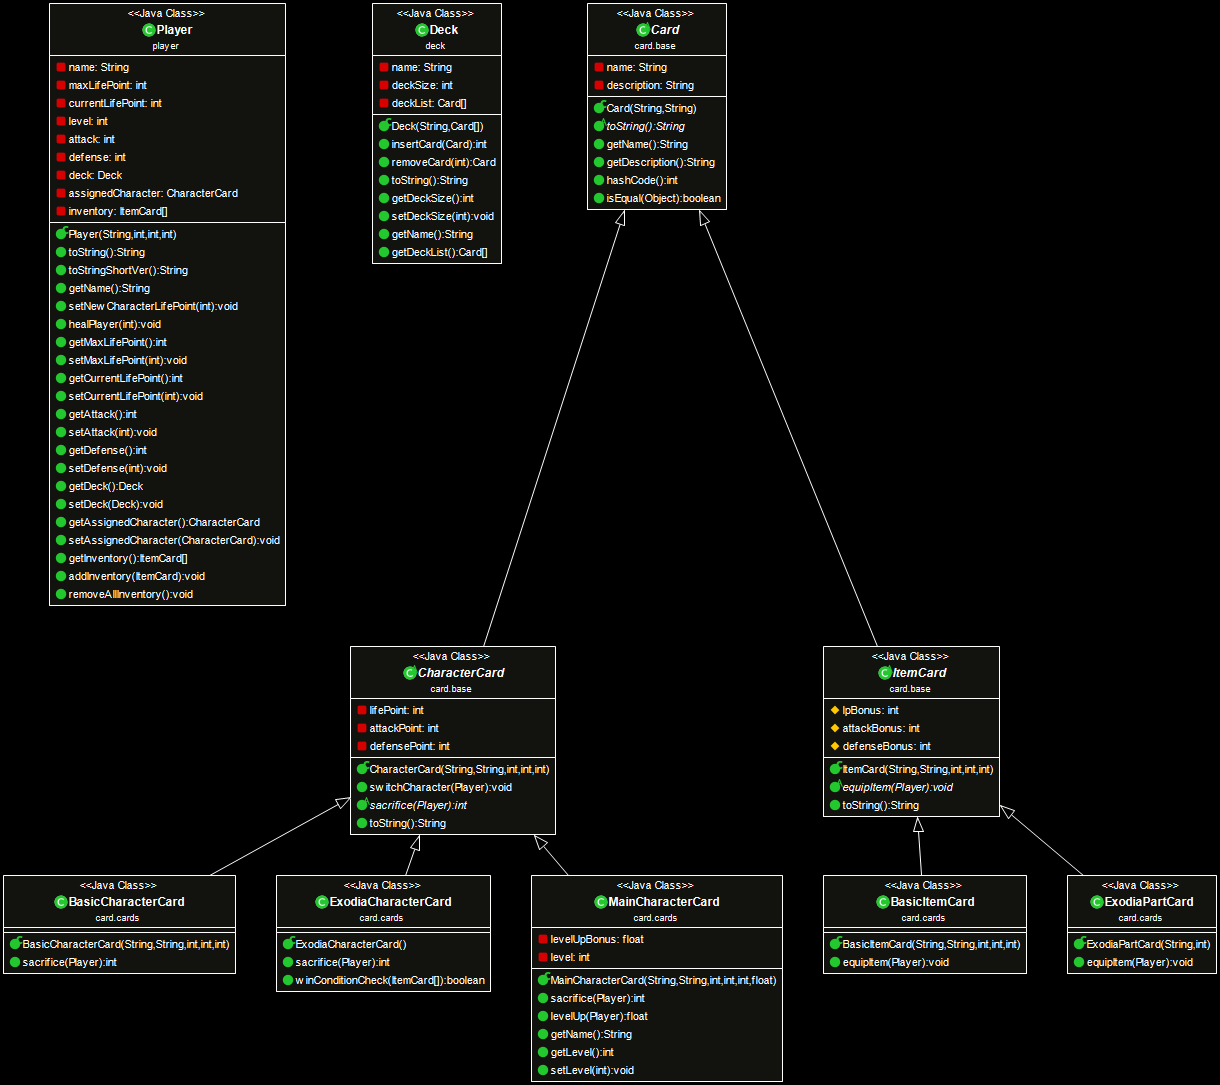 <<Java Class>>
Player
player
name: String
maxLifePoint: int
currentLifePoint: int
level: int
attack: int
defense: int
deck: Deck
assignedCharacter: CharacterCard
inventory: ItemCard[]
Player(String,int,int,int)
toString():String
toStringShortVer():String
getName():String
setNewCharacterLifePoint(int):void
healPlayer(int):void
getMaxLifePoint():int
setMaxLifePoint(int):void
getCurrentLifePoint():int
setCurrentLifePoint(int):void
getAttack():int
setAttack(int):void
getDefense():int
setDefense(int):void
getDeck():Deck
setDeck(Deck):void
getAssignedCharacter():CharacterCard
setAssignedCharacter(CharacterCard):void
getInventory():ItemCard[]
addInventory(ItemCard):void
removeAllInventory():void
<<Java Class>>
Deck
deck
name: String
deckSize: int
deckList: Card[]
Deck(String,Card[])
insertCard(Card):int
removeCard(int):Card
toString():String
getDeckSize():int
setDeckSize(int):void
getName():String
getDeckList():Card[]
<<Java Class>>
Card
card.base
name: String
description: String
Card(String,String)
toString():String
getName():String
getDescription():String
hashCode():int
isEqual(Object):boolean
<<Java Class>>
CharacterCard
card.base
lifePoint: int
attackPoint: int
defensePoint: int
CharacterCard(String,String,int,int,int)
switchCharacter(Player):void
sacrifice(Player):int
toString():String
<<Java Class>>
ItemCard
card.base
lpBonus: int
attackBonus: int
defenseBonus: int
ItemCard(String,String,int,int,int)
equipItem(Player):void
toString():String
<<Java Class>>
BasicCharacterCard
card.cards
BasicCharacterCard(String,String,int,int,int)
sacrifice(Player):int
<<Java Class>>
ExodiaCharacterCard
card.cards
ExodiaCharacterCard()
sacrifice(Player):int
winConditionCheck(ItemCard[]):boolean
<<Java Class>>
MainCharacterCard
card.cards
levelUpBonus: float
level: int
MainCharacterCard(String,String,int,int,int,float)
sacrifice(Player):int
levelUp(Player):float
getName():String
getLevel():int
setLevel(int):void
<<Java Class>>
BasicItemCard
card.cards
BasicItemCard(String,String,int,int,int)
equipItem(Player):void
<<Java Class>>
ExodiaPartCard
card.cards
ExodiaPartCard(String,int)
equipItem(Player):void